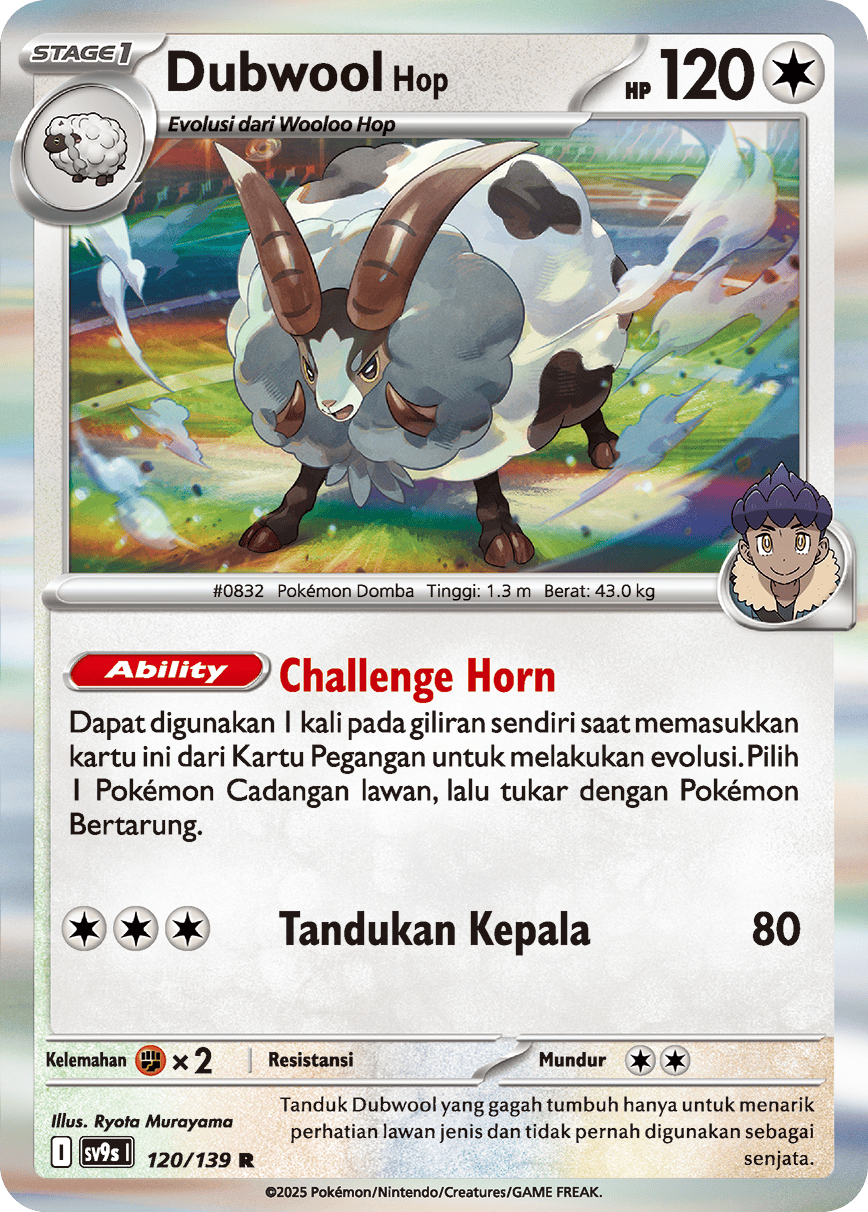 STAGE1
Dubwool Hop
HP 120
Evolusi dari Wooloo Hop
#0832 Pokémon Domba Tinggi: 1.3 m Berat: 43.0 kg
Ability Challenge Horn
Dapat digunakan 1 kali pada giliran sendiri saat memasukkan
kartu ini dari Kartu Pegangan untuk melakukan evolusi. Pilih
1 Pokémon Cadangan lawan, lalu tukar dengan Pokémon
Bertarung.
Tandukan Kepala 80
Kelemahan ×2 Resistansi Mundur
Illus. Ryota Murayama
I sv9s I 120/139 R
Tanduk Dubwool yang gagah tumbuh hanya untuk menarik
perhatian lawan jenis dan tidak pernah digunakan sebagai
senjata.
©2025 Pokémon/Nintendo/Creatures/GAME FREAK.